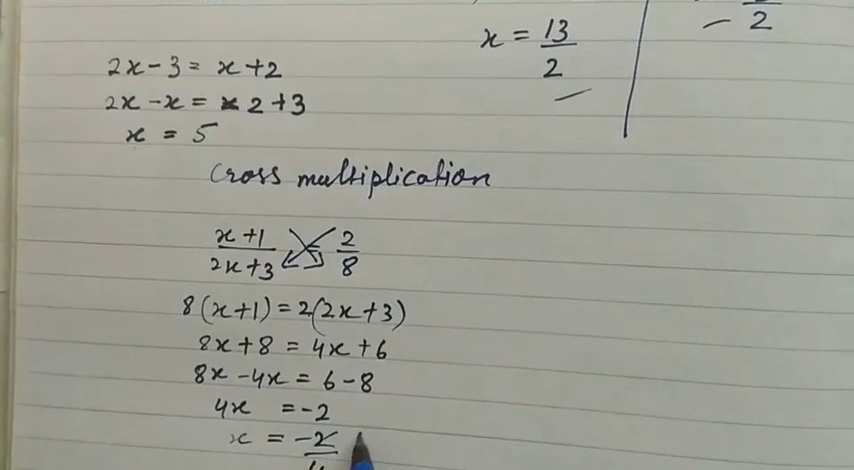 x = 13/2
- /2
2x - 3 = x + 2
2x - x = 2 + 3
x = 5
Cross multiplication
x + 1 / 2x + 3 = 2 / 8
8(x+1) = 2(2x+3)
8x + 8 = 4x + 6
8x - 4x = 6 - 8
4x = -2
x = -2/4